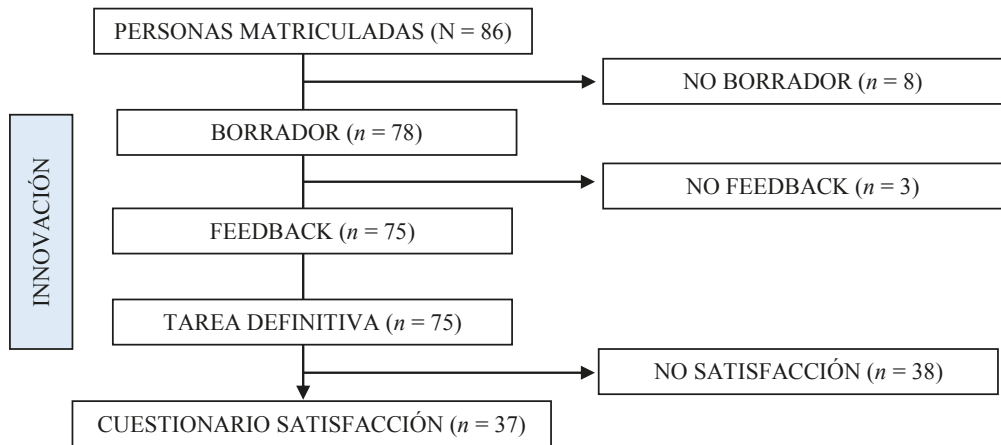 PERSONAS MATRICULADAS (N = 86)
NO BORRADOR (n = 8)
BORRADOR (n = 78)
NO FEEDBACK (n = 3)
FEEDBACK (n = 75)
INNOVACIÓN
TAREA DEFINITIVA (n = 75)
NO SATISFACCIÓN (n = 38)
CUESTIONARIO SATISFACCIÓN (n = 37)